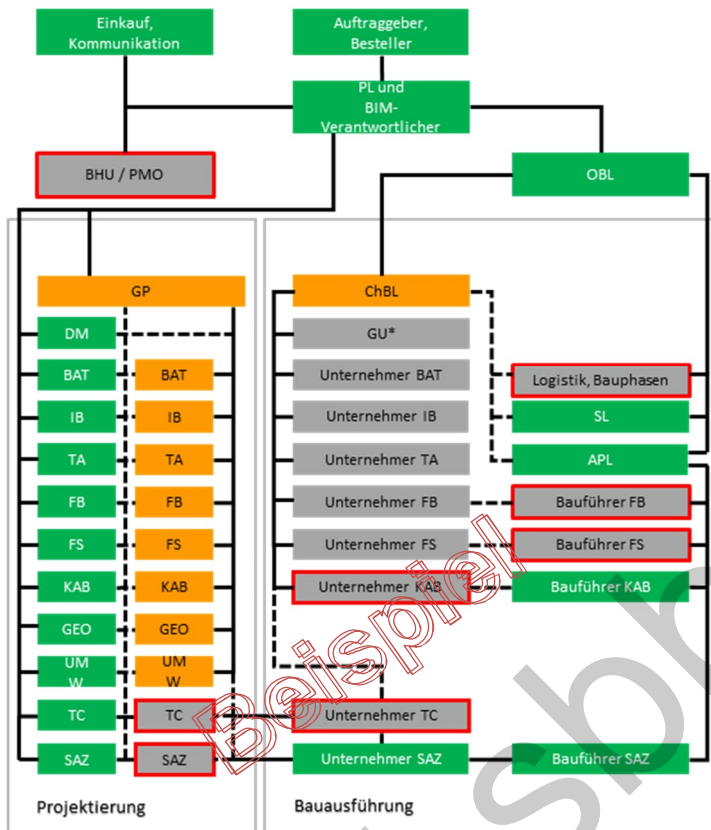 Einkauf,
Kommunikation
Auftraggeber,
Besteller
PL und
BIM-
Verantwortlicher
BHU / PMO
OBL
GP
ChBL
DM
GU*
BAT
BAT
Unternehmer BAT
Logistik, Bauphasen
IB
IB
Unternehmer IB
SL
TA
TA
Unternehmer TA
APL
FB
FB
Unternehmer FB
Bauführer FB
FS
FS
Unternehmer FS
Bauführer FS
KAB
KAB
Unternehmer KAB
Bauführer KAB
GEO
GEO
UM
W
UM
W
TC
TC
Unternehmer TC
SAZ
SAZ
Unternehmer SAZ
Bauführer SAZ
Projektierung
Bauausführung
Beispiel
sb